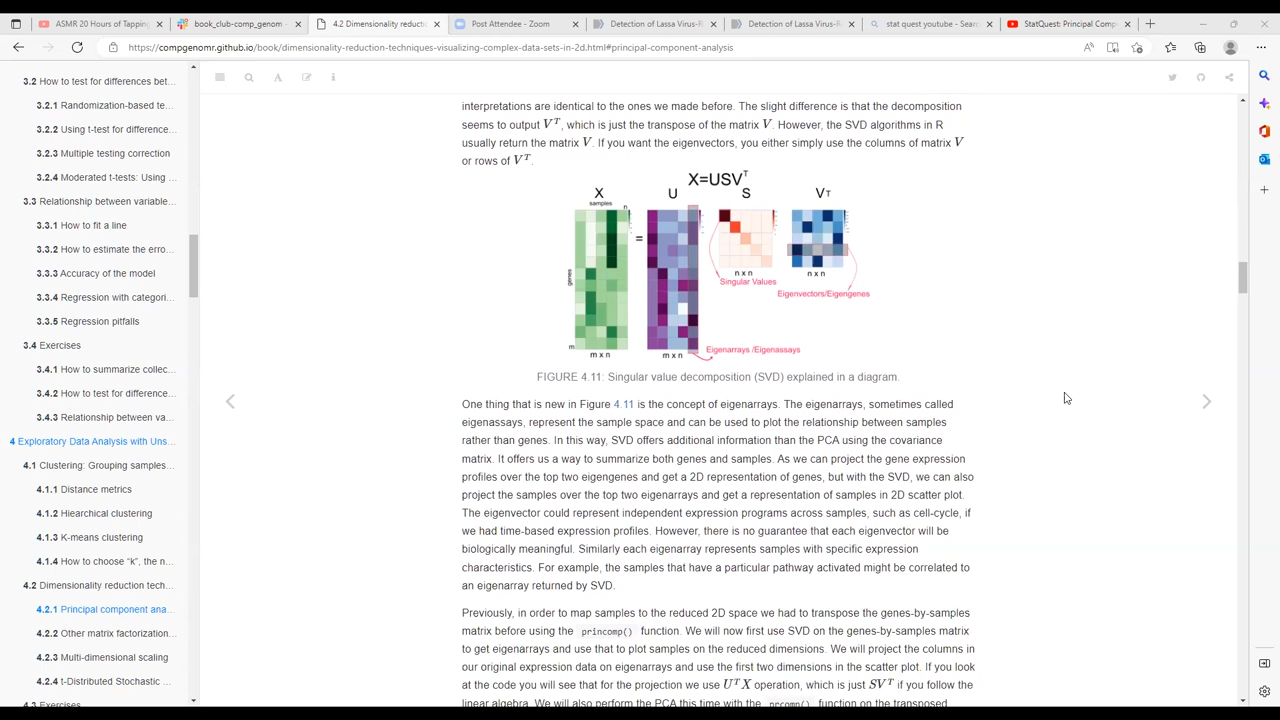 ASMR 20 Hours of Tapping
book_club-comp_genom
4.2 Dimensionality reducti
Post Attendee - Zoom
Detection of Lassa Virus-R
Detection of Lassa Virus-R
stat quest youtube - Searc
StatQuest: Principal Comp
https://compgenomr.github.io/book/dimensionality-reduction-techniques-visualizing-complex-data-sets-in-2d.html#principal-component-analysis
3.2 How to test for differences bet...
3.2.1 Randomization-based te...
3.2.2 Using t-test for difference...
3.2.3 Multiple testing correction
3.2.4 Moderated t-tests: Using ...
3.3 Relationship between variable...
3.3.1 How to fit a line
3.3.2 How to estimate the erro...
3.3.3 Accuracy of the model
3.3.4 Regression with categori...
3.3.5 Regression pitfalls
3.4 Exercises
3.4.1 How to summarize collec...
3.4.2 How to test for difference...
3.4.3 Relationship between va...
4 Exploratory Data Analysis with Uns...
4.1 Clustering: Grouping samples...
4.1.1 Distance metrics
4.1.2 Hiearchical clustering
4.1.3 K-means clustering
4.1.4 How to choose “k”, the n...
4.2 Dimensionality reduction tech...
4.2.1 Principal component ana...
4.2.2 Other matrix factorization...
4.2.3 Multi-dimensional scaling
4.2.4 t-Distributed Stochastic ...
4.3 Exercises
interpretations are identical to the ones we made before. The slight difference is that the decomposition
seems to output V^T, which is just the transpose of the matrix V. However, the SVD algorithms in R
usually return the matrix V. If you want the eigenvectors, you either simply use the columns of matrix V
or rows of V^T.
X=USV^T
X U S V^T
samples
n
=
genes
m
m x n
m x n
n x n
n x n
Singular Values
Eigenvectors/Eigengenes
Eigenarrays /Eigenassays
FIGURE 4.11: Singular value decomposition (SVD) explained in a diagram.
One thing that is new in Figure 4.11 is the concept of eigenarrays. The eigenarrays, sometimes called
eigenassays, represent the sample space and can be used to plot the relationship between samples
rather than genes. In this way, SVD offers additional information than the PCA using the covariance
matrix. It offers us a way to summarize both genes and samples. As we can project the gene expression
profiles over the top two eigengenes and get a 2D representation of genes, but with the SVD, we can also
project the samples over the top two eigenarrays and get a representation of samples in 2D scatter plot.
The eigenvector could represent independent expression programs across samples, such as cell-cycle, if
we had time-based expression profiles. However, there is no guarantee that each eigenvector will be
biologically meaningful. Similarly each eigenarray represents samples with specific expression
characteristics. For example, the samples that have a particular pathway activated might be correlated to
an eigenarray returned by SVD.
Previously, in order to map samples to the reduced 2D space we had to transpose the genes-by-samples
matrix before using the princomp() function. We will now first use SVD on the genes-by-samples matrix
to get eigenarrays and use that to plot samples on the reduced dimensions. We will project the columns in
our original expression data on eigenarrays and use the first two dimensions in the scatter plot. If you look
at the code you will see that for the projection we use U^T X operation, which is just SV^T if you follow the
linear algebra. We will also perform the PCA this time with the prcomp() function on the transposed